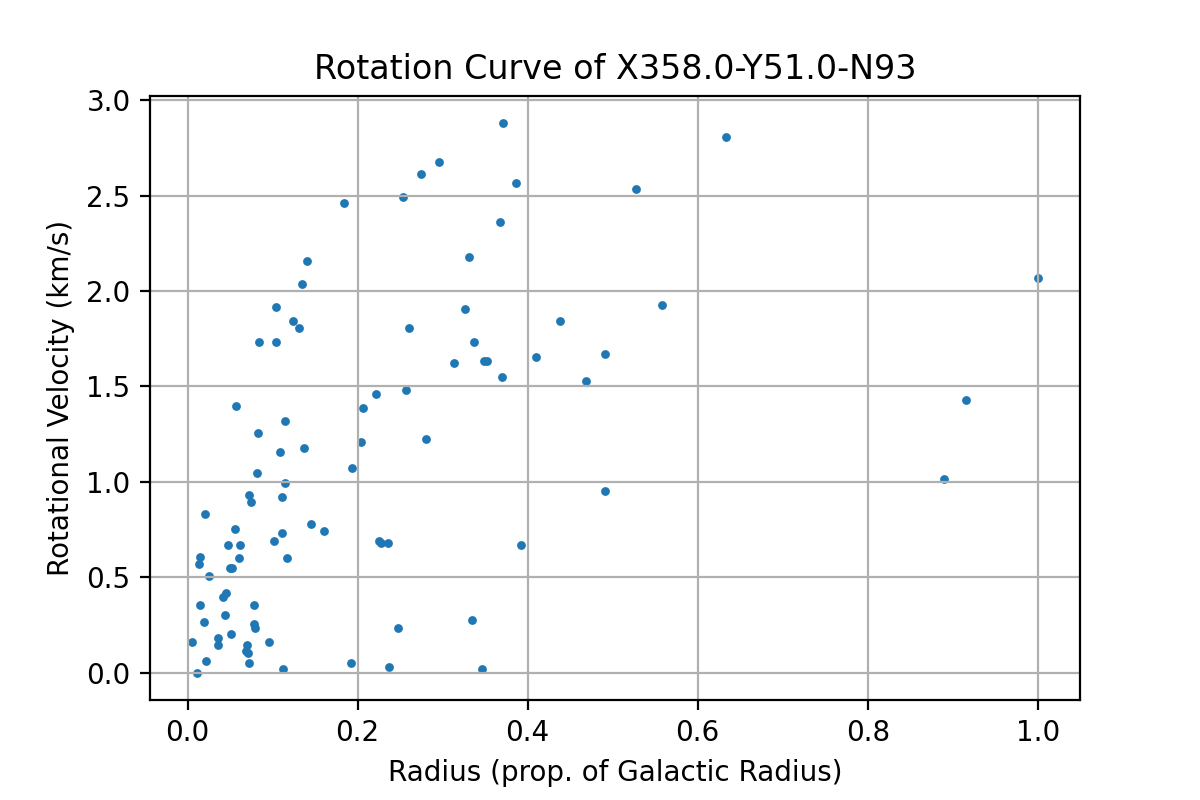 Rotation Curve of X358.0-Y51.0-N93
3.0
2.5
2.0
1.5
1.0
0.5
0.0
Rotational Velocity (km/s)
0.0 0.2 0.4 0.6 0.8 1.0
Radius (prop. of Galactic Radius)